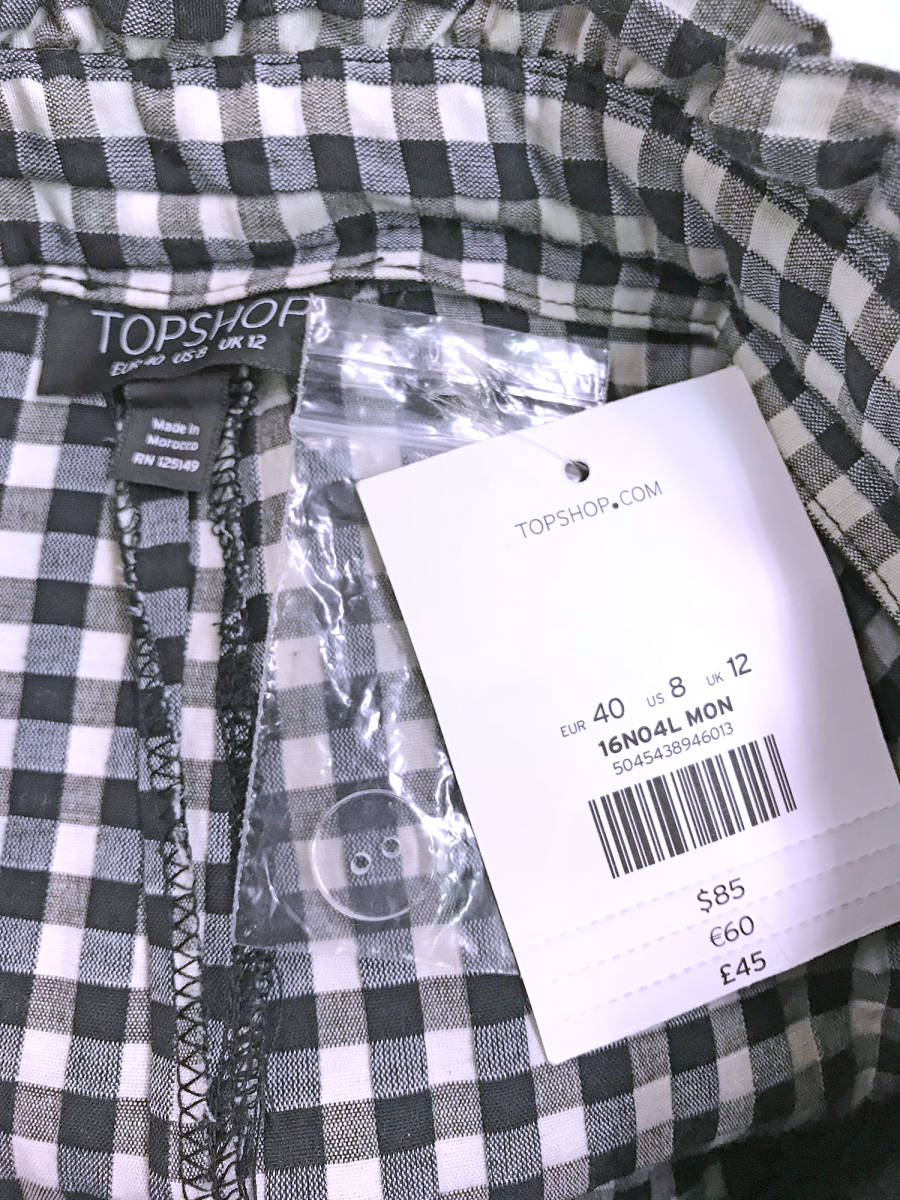 TOPSHOP
EUR 40 US 8 UK 12
Made in
Morocco
RN 125149
TOPSHOP.COM
EUR 40 US 8 UK 12
16N04L MON
5045438946013
$85
€60
£45